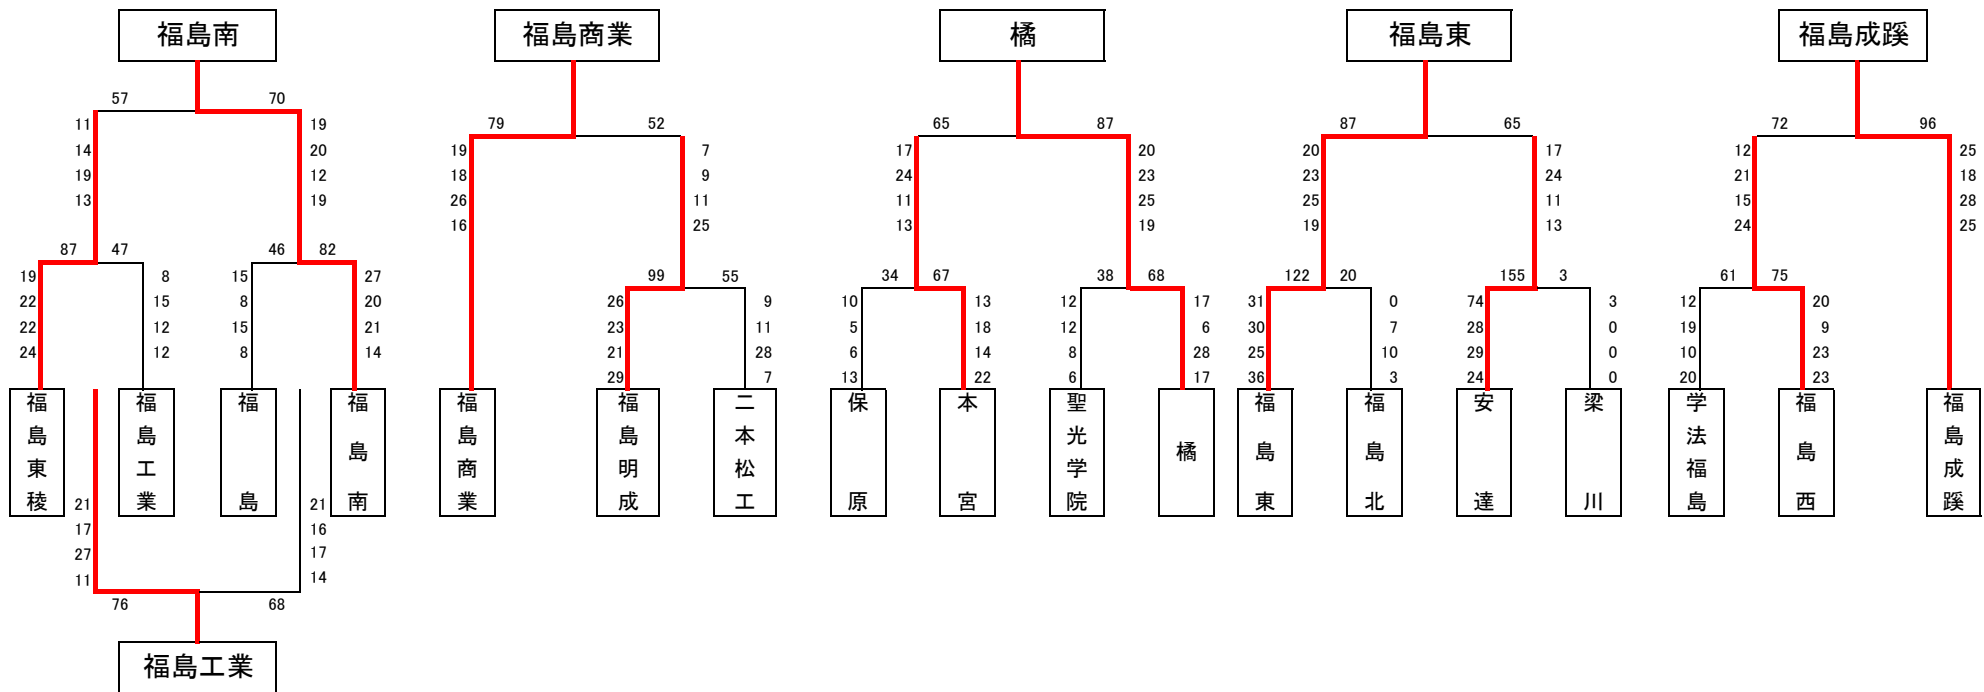 福島南 福島商業 橘 福島東 福島成蹊
57 70
79 52 65 87 87 65 72 96
11 19
14 20
19 12
13 19
19 7
18 9
26 11
16 25
17 20
24 23
11 25
13 19
20 17
23 24
25 11
19 13
12 25
21 18
15 28
24 25
87 47 46 82
99 55 34 67 38 68 122 20 155 3 61 75
19 8 15 27
22 15 8 20
22 12 15 21
24 12 8 14
26 9
23 11
21 28
29 7
10 13 12 17
5 18 12 6
6 14 8 28
13 22 6 17
31 0 74 3
30 7 28 0
25 10 29 0
36 3 24 0
12 20
19 9
10 23
20 23
福島東稜
福島工業
福島
福島南
福島商業
福島明成
二本松工
保原
本宮
聖光学院
橘
福島東
福島北
安達
梁川
学法福島
福島西
福島成蹊
21 21
17 16
27 17
11 14
76 68
福島工業